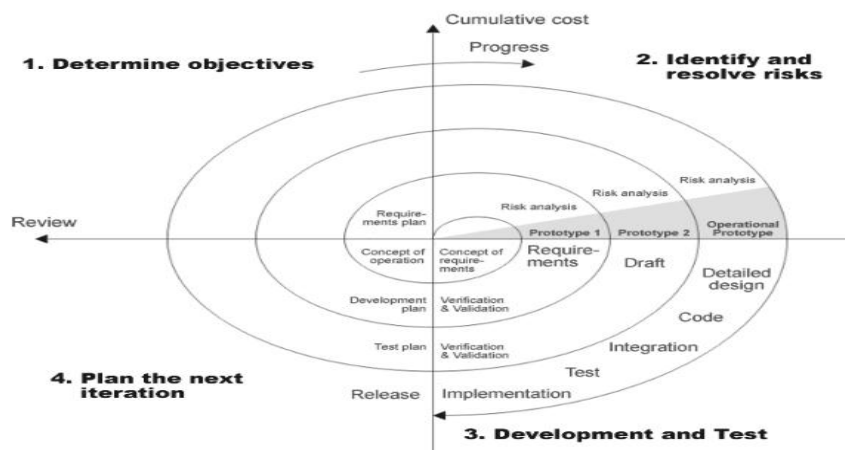 Cumulative cost
Progress
1. Determine objectives
2. Identify and
resolve risks
Risk analysis
Risk analysis
Risk analysis
Review
Require-
ments plan
Prototype 1
Prototype 2
Operational
Prototype
Concept of
operation
Concept of
require-
ments
Require-
ments
Draft
Detailed
design
Development
plan
Verification
& Validation
Code
Test plan
Verification
& Validation
Integration
Test
4. Plan the next
iteration
Release
Implementation
3. Development and Test